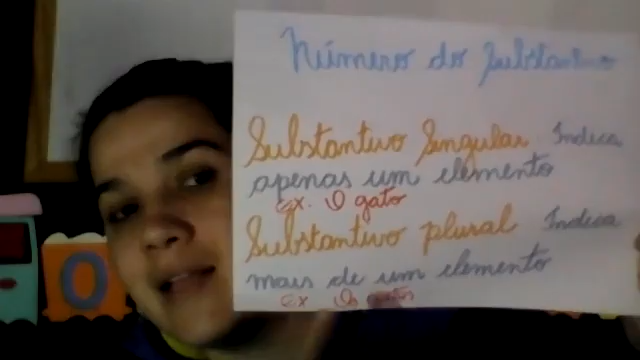 Número do Substantivo
Substantivo Singular Indica
apenas um elemento
Ex. O gato
Substantivo plural Indica
mais de um elemento
Ex Os gatos
O